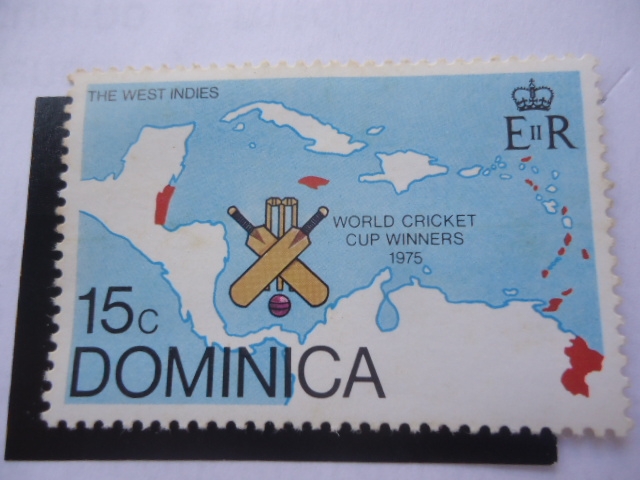 THE WEST INDIES
EIIR
WORLD CRICKET
CUP WINNERS
1975
15c
DOMINICA